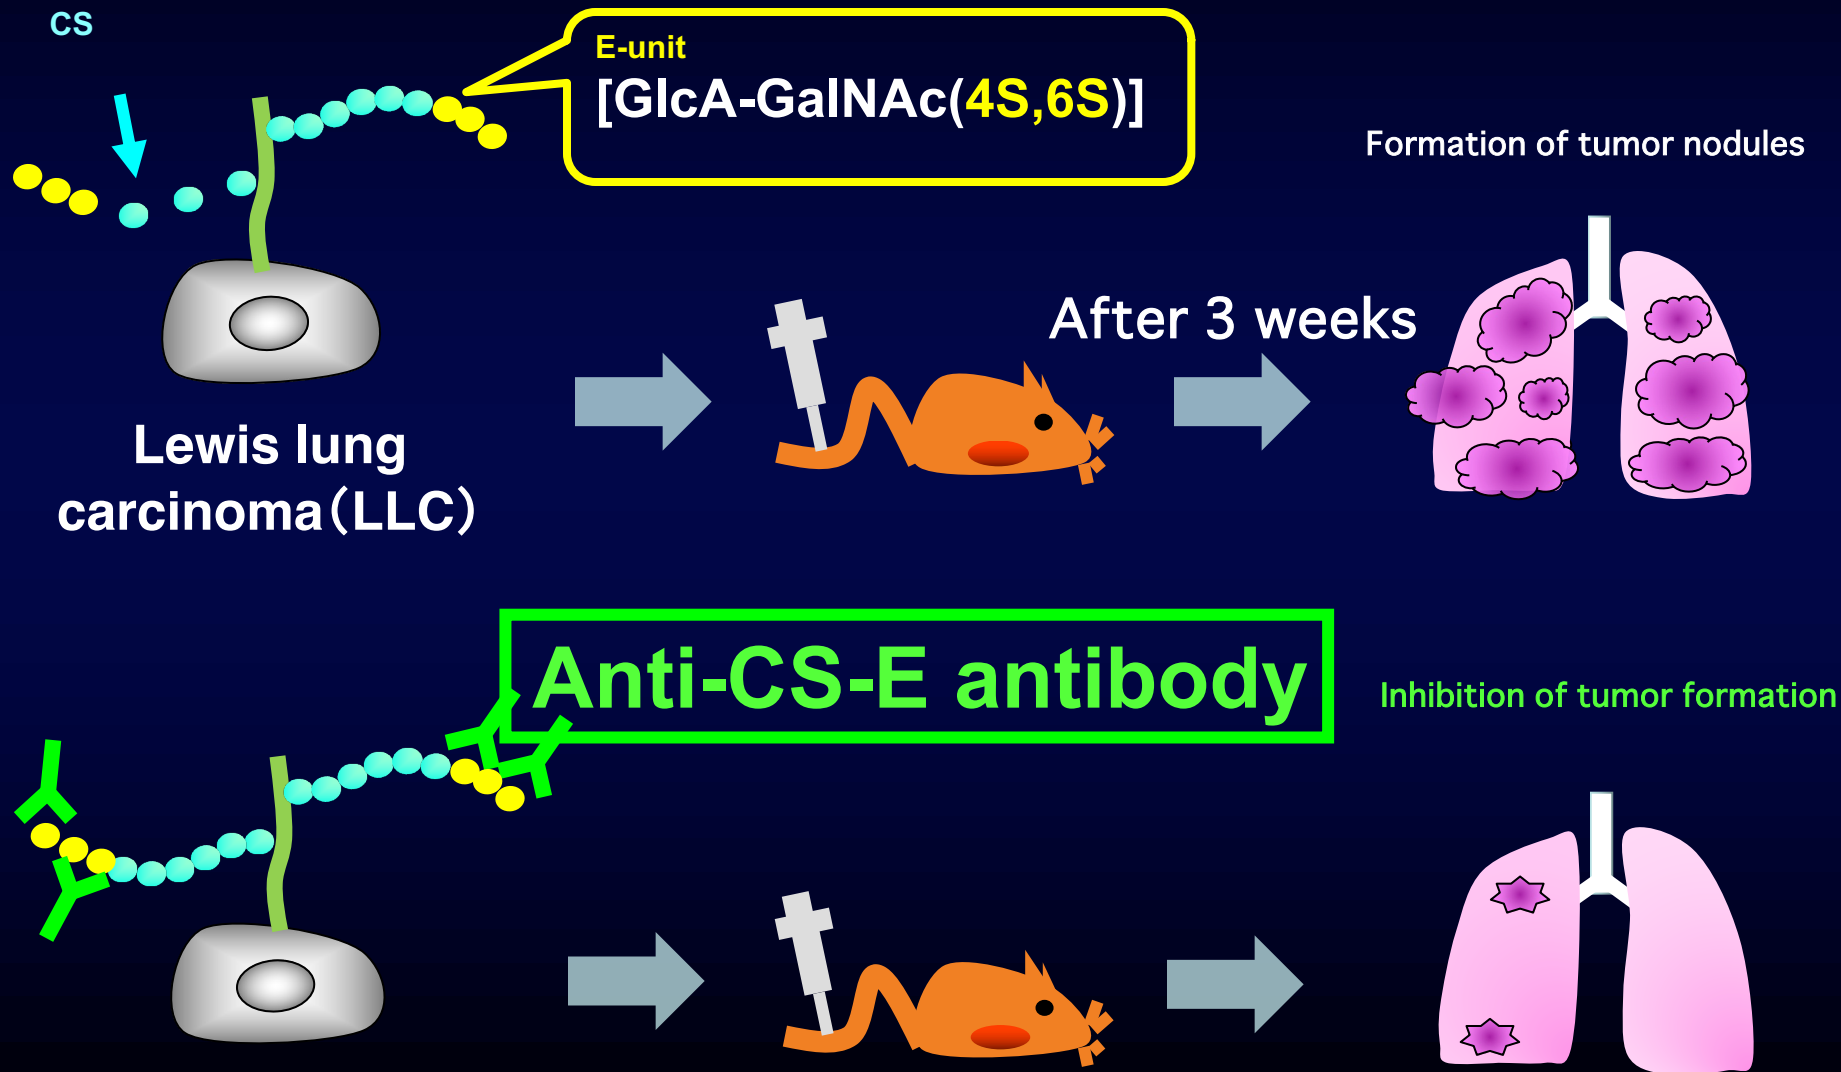 CS
E-unit
[GlcA-GalNAc(4S,6S)]
Formation of tumor nodules
After 3 weeks
Lewis lung
carcinoma(LLC)
Anti-CS-E antibody
Inhibition of tumor formation